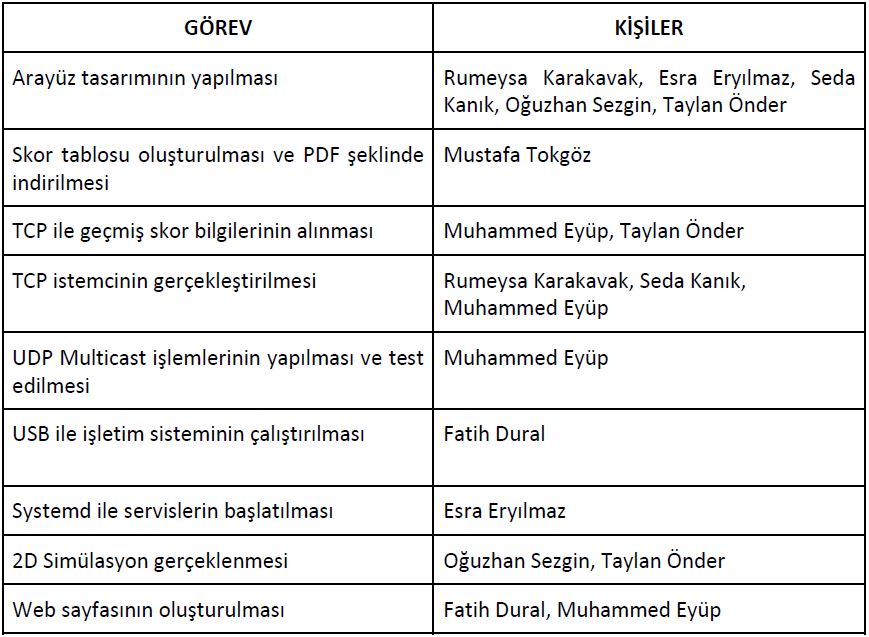 GÖREV
KİŞİLER
Arayüz tasarımının yapılması
Rumeysa Karakavak, Esra Eryılmaz, Seda
Kanık, Oğuzhan Sezgin, Taylan Önder
Skor tablosu oluşturulması ve PDF şeklinde
indirilmesi
Mustafa Tokgöz
TCP ile geçmiş skor bilgilerinin alınması
Muhammed Eyüp, Taylan Önder
TCP istemcinin gerçekleştirilmesi
Rumeysa Karakavak, Seda Kanık,
Muhammed Eyüp
UDP Multicast işlemlerinin yapılması ve test
edilmesi
Muhammed Eyüp
USB ile işletim sisteminin çalıştırılması
Fatih Dural
Systemd ile servislerin başlatılması
Esra Eryılmaz
2D Simülasyon gerçeklenmesi
Oğuzhan Sezgin, Taylan Önder
Web sayfasının oluşturulması
Fatih Dural, Muhammed Eyüp